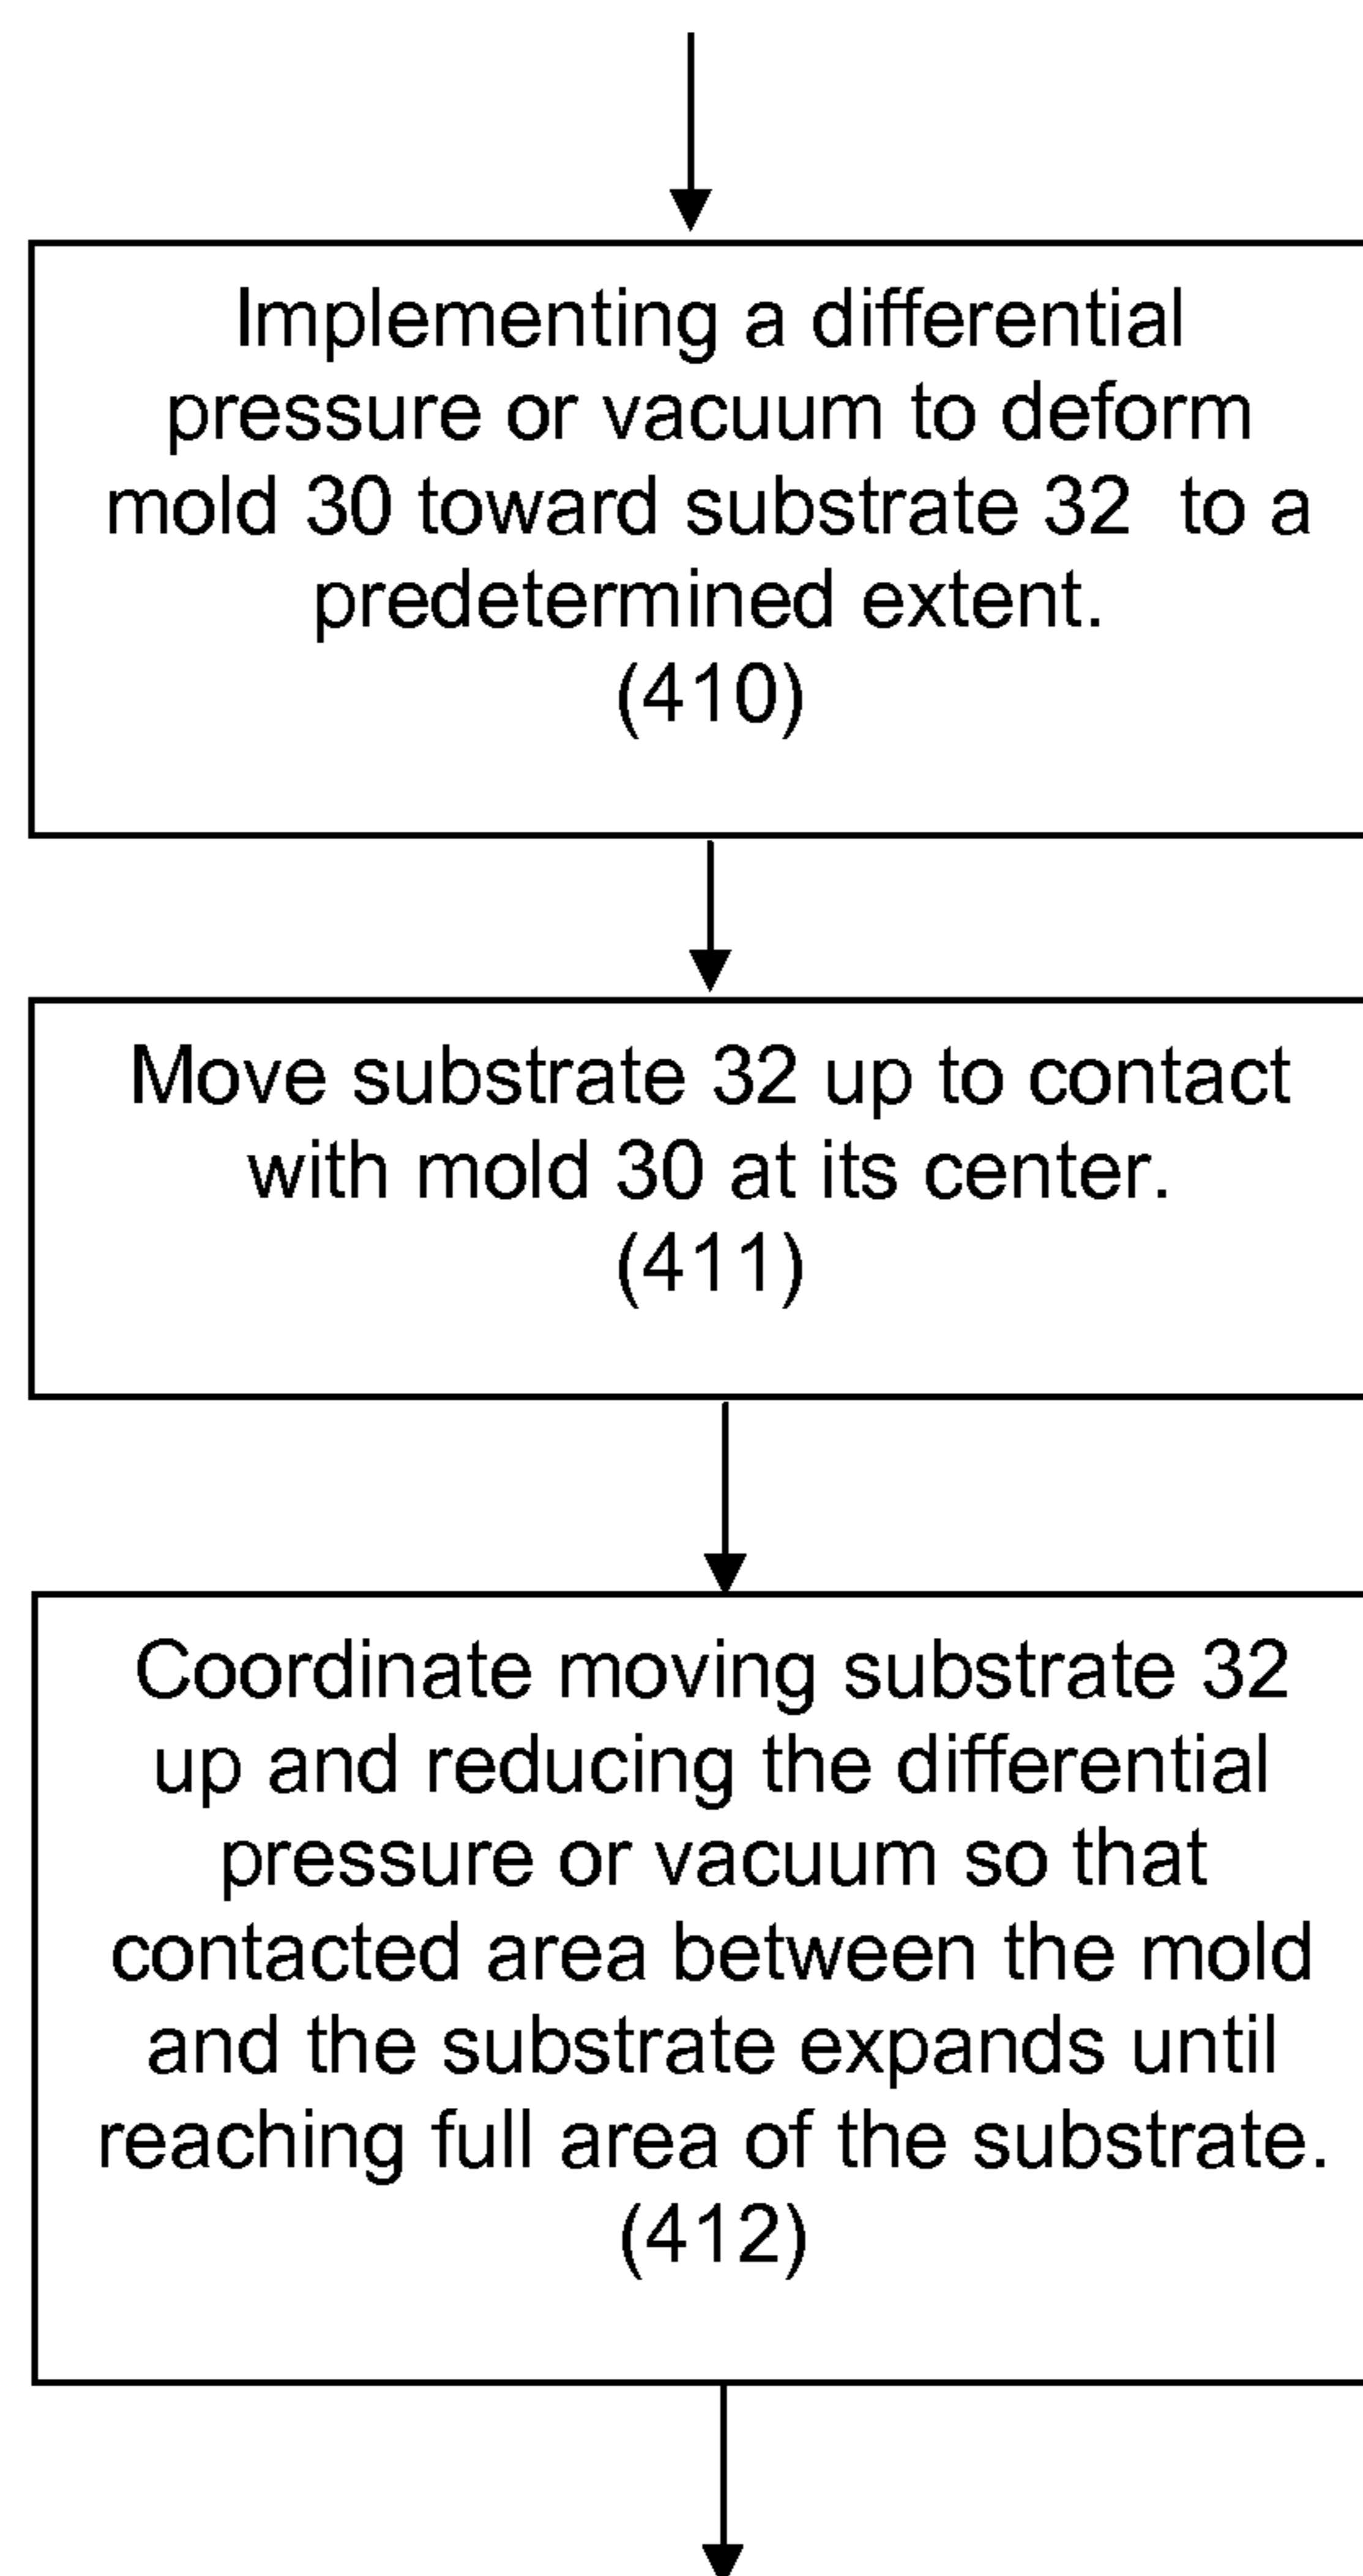 Implementing a differential
pressure or vacuum to deform
mold 30 toward substrate 32  to a
predetermined extent.
(410)
Move substrate 32 up to contact
with mold 30 at its center.
(411)
Coordinate moving substrate 32
up and reducing the differential
pressure or vacuum so that
contacted area between the mold
and the substrate expands until
reaching full area of the substrate.
(412)